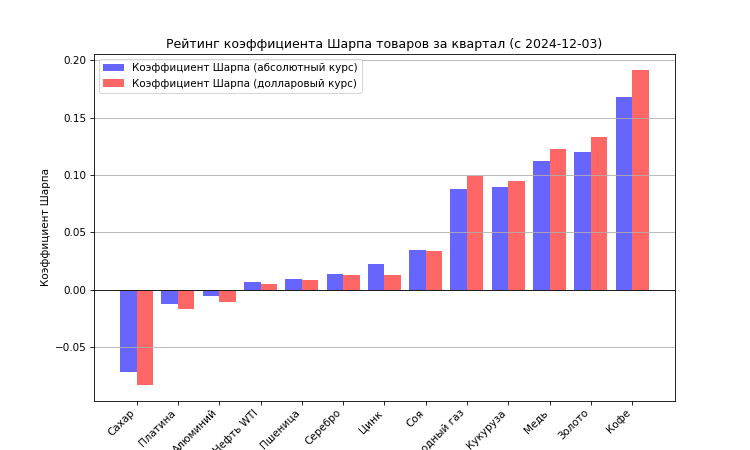 Рейтинг коэффициента Шарпа товаров за квартал (с 2024-12-03)
Коэффициент Шарпа (абсолютный курс)
Коэффициент Шарпа (долларовый курс)
Коэффициент Шарпа
0.20
0.15
0.10
0.05
0.00
−0.05
Сахар
Платина
Алюминий
Нефть WTI
Пшеница
Серебро
Цинк
Соя
одный газ
Кукуруза
Медь
Золото
Кофе